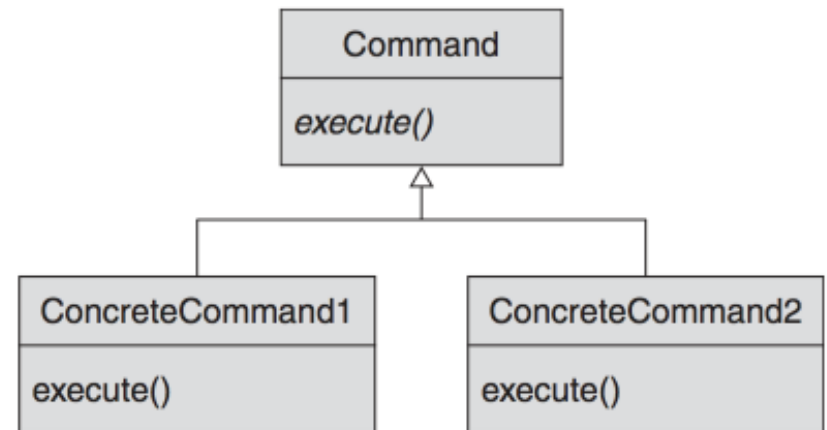 Command
execute()
ConcreteCommand1
execute()
ConcreteCommand2
execute()